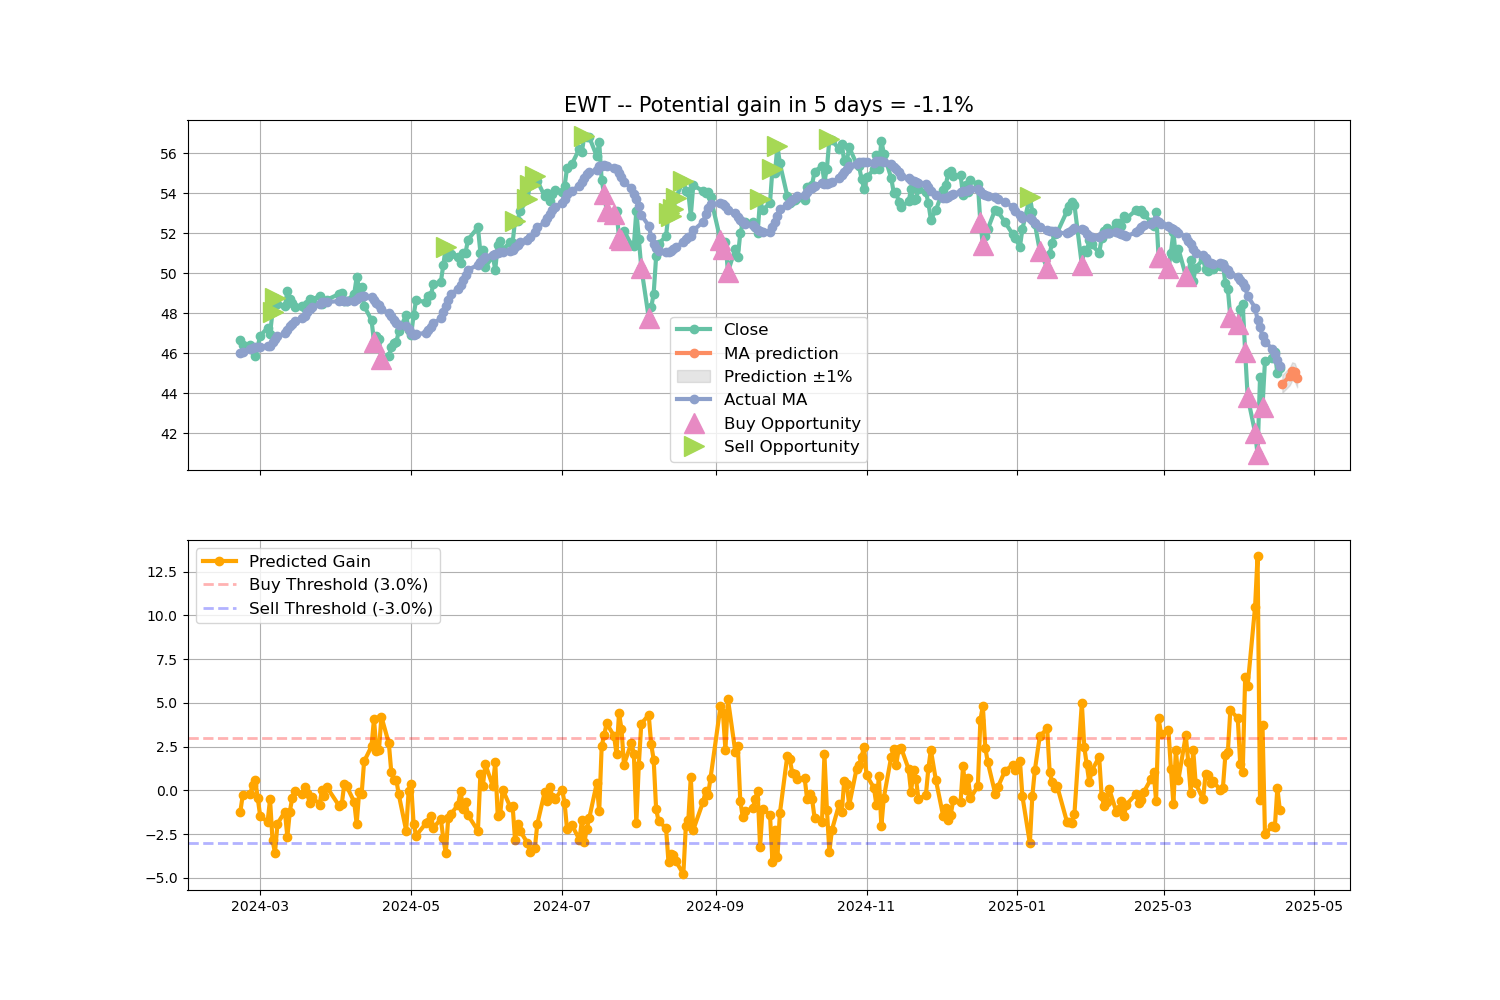 EWT -- Potential gain in 5 days = -1.1%
56
54
52
50
48
46
44
42
Close
MA prediction
Prediction ±1%
Actual MA
Buy Opportunity
Sell Opportunity
12.5
10.0
7.5
5.0
2.5
0.0
−2.5
−5.0
Predicted Gain
Buy Threshold (3.0%)
Sell Threshold (-3.0%)
2024-03 2024-05 2024-07 2024-09 2024-11 2025-01 2025-03 2025-05